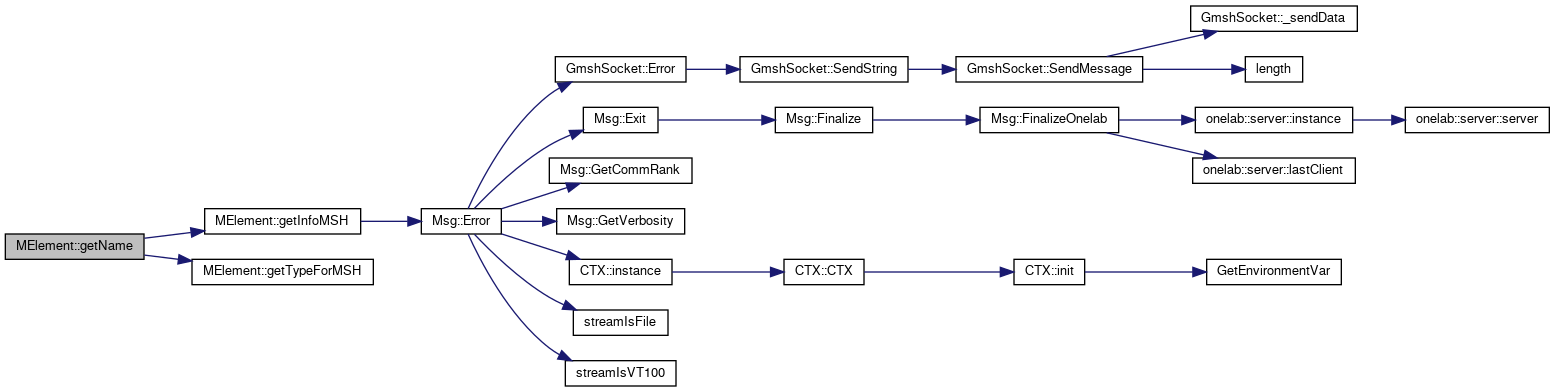 MElement::getName
MElement::getInfoMSH
MElement::getTypeForMSH
Msg::Error
GmshSocket::Error
GmshSocket::SendString
GmshSocket::SendMessage
GmshSocket::_sendData
length
Msg::Exit
Msg::Finalize
Msg::FinalizeOnelab
onelab::server::instance
onelab::server::server
onelab::server::lastClient
Msg::GetCommRank
Msg::GetVerbosity
CTX::instance
CTX::CTX
CTX::init
GetEnvironmentVar
streamIsFile
streamIsVT100